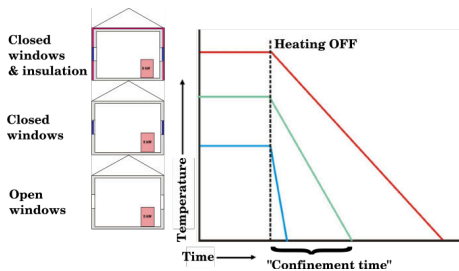 Closed
windows
& insulation
Closed
windows
Open
windows
Heating OFF
Temperature
Time
"Confinement time"